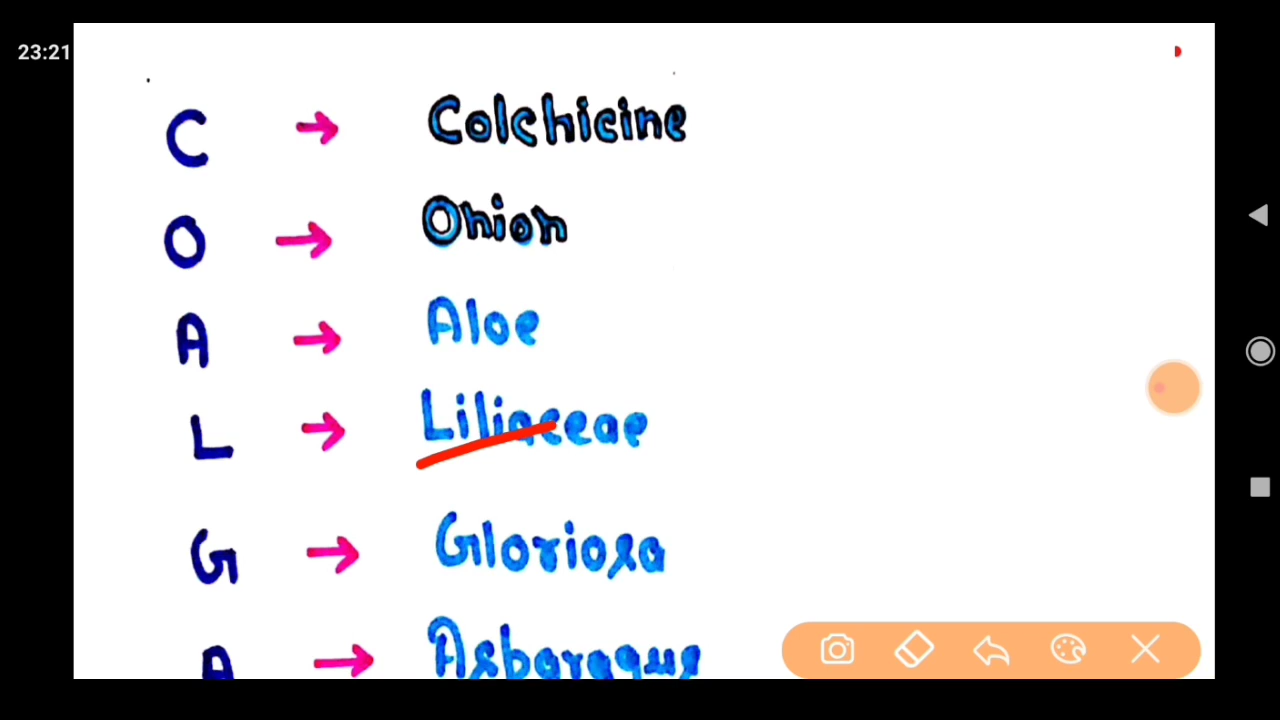 23:21
C → Colchicine
O → Onion
A → Aloe
L → Liliaceae
G → Gloriosa
A → Asparagus